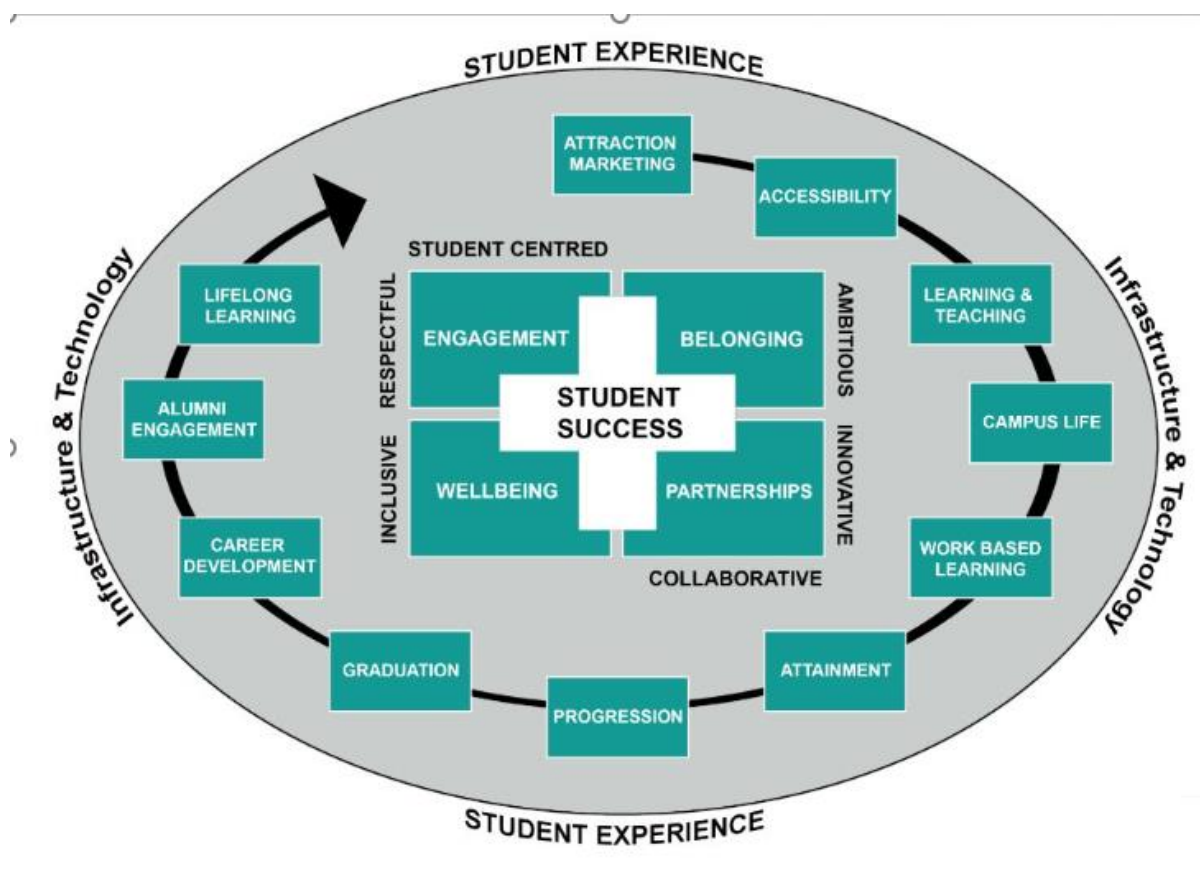 STUDENT EXPERIENCE
ATTRACTION
MARKETING
ACCESSIBILITY
LEARNING &
TEACHING
CAMPUS LIFE
WORK BASED
LEARNING
ATTAINMENT
PROGRESSION
GRADUATION
CAREER
DEVELOPMENT
ALUMNI
ENGAGEMENT
LIFELONG
LEARNING
STUDENT CENTRED
RESPECTFUL
ENGAGEMENT
BELONGING
AMBITIOUS
STUDENT
SUCCESS
INCLUSIVE
WELLBEING
PARTNERSHIPS
INNOVATIVE
COLLABORATIVE
Infrastructure & Technology
Infrastructure & Technology
STUDENT EXPERIENCE